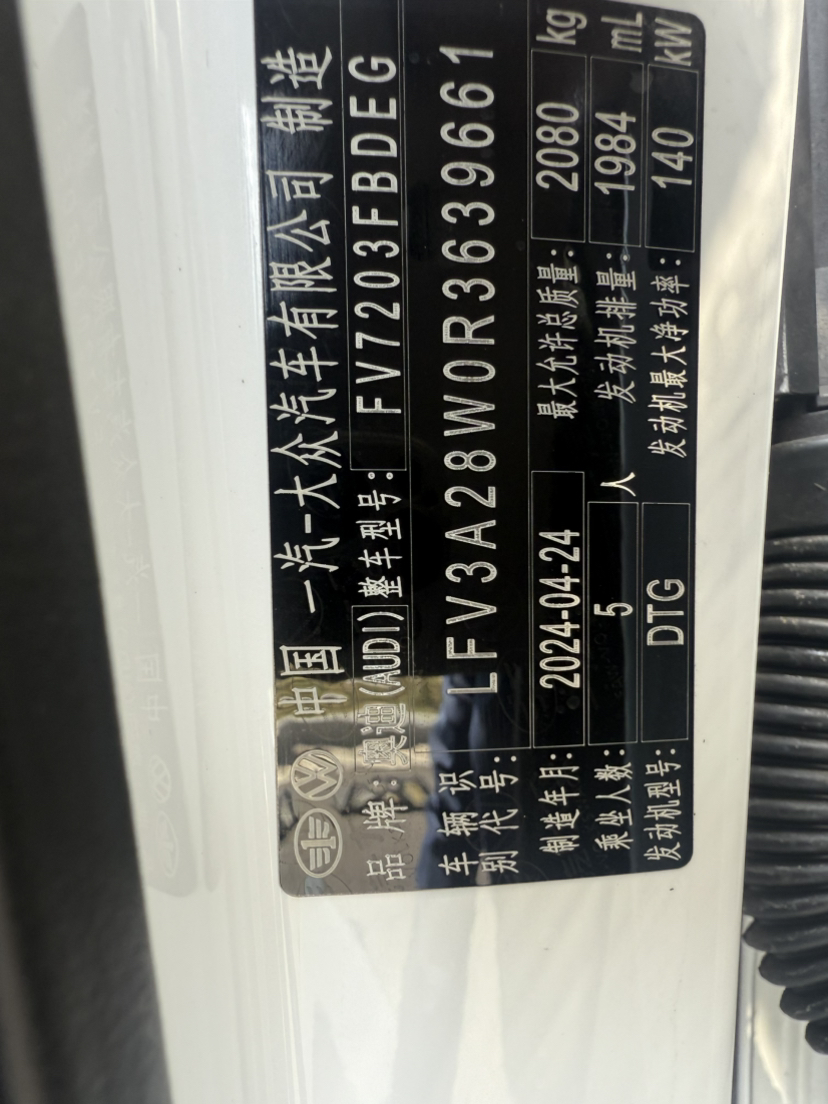 中国 一汽-大众汽车有限公司 制造
品 牌: 奥迪(AUDI) 整车型号: FV7203FBDEG
车辆识别代号: LFV3A28W0R3639661
制造年月: 2024-04-24 最大允许总质量: 2080 kg
乘坐人数: 5 人 发动机排量: 1984 mL
发动机型号: DTG 发动机最大净功率: 140 kW